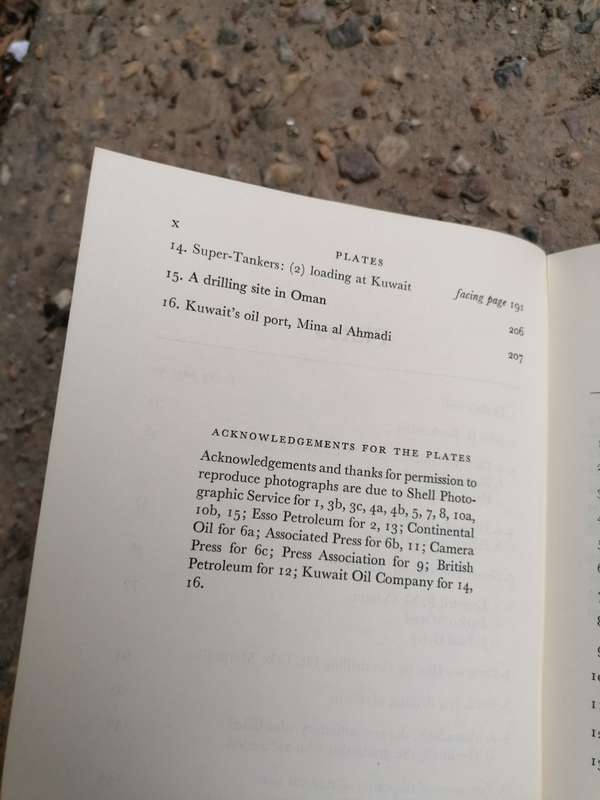 x
PLATES
14. Super-Tankers: (2) loading at Kuwait facing page 191
15. A drilling site in Oman 206
16. Kuwait's oil port, Mina al Ahmadi 207
ACKNOWLEDGEMENTS FOR THE PLATES
Acknowledgements and thanks for permission to
reproduce photographs are due to Shell Photo-
graphic Service for 1, 3b, 3c, 4a, 4b, 5, 7, 8, 10a,
10b, 15; Esso Petroleum for 2, 13; Continental
Oil for 6a; Associated Press for 6b, 11; Camera
Press for 6c; Press Association for 9; British
Petroleum for 12; Kuwait Oil Company for 14,
16.